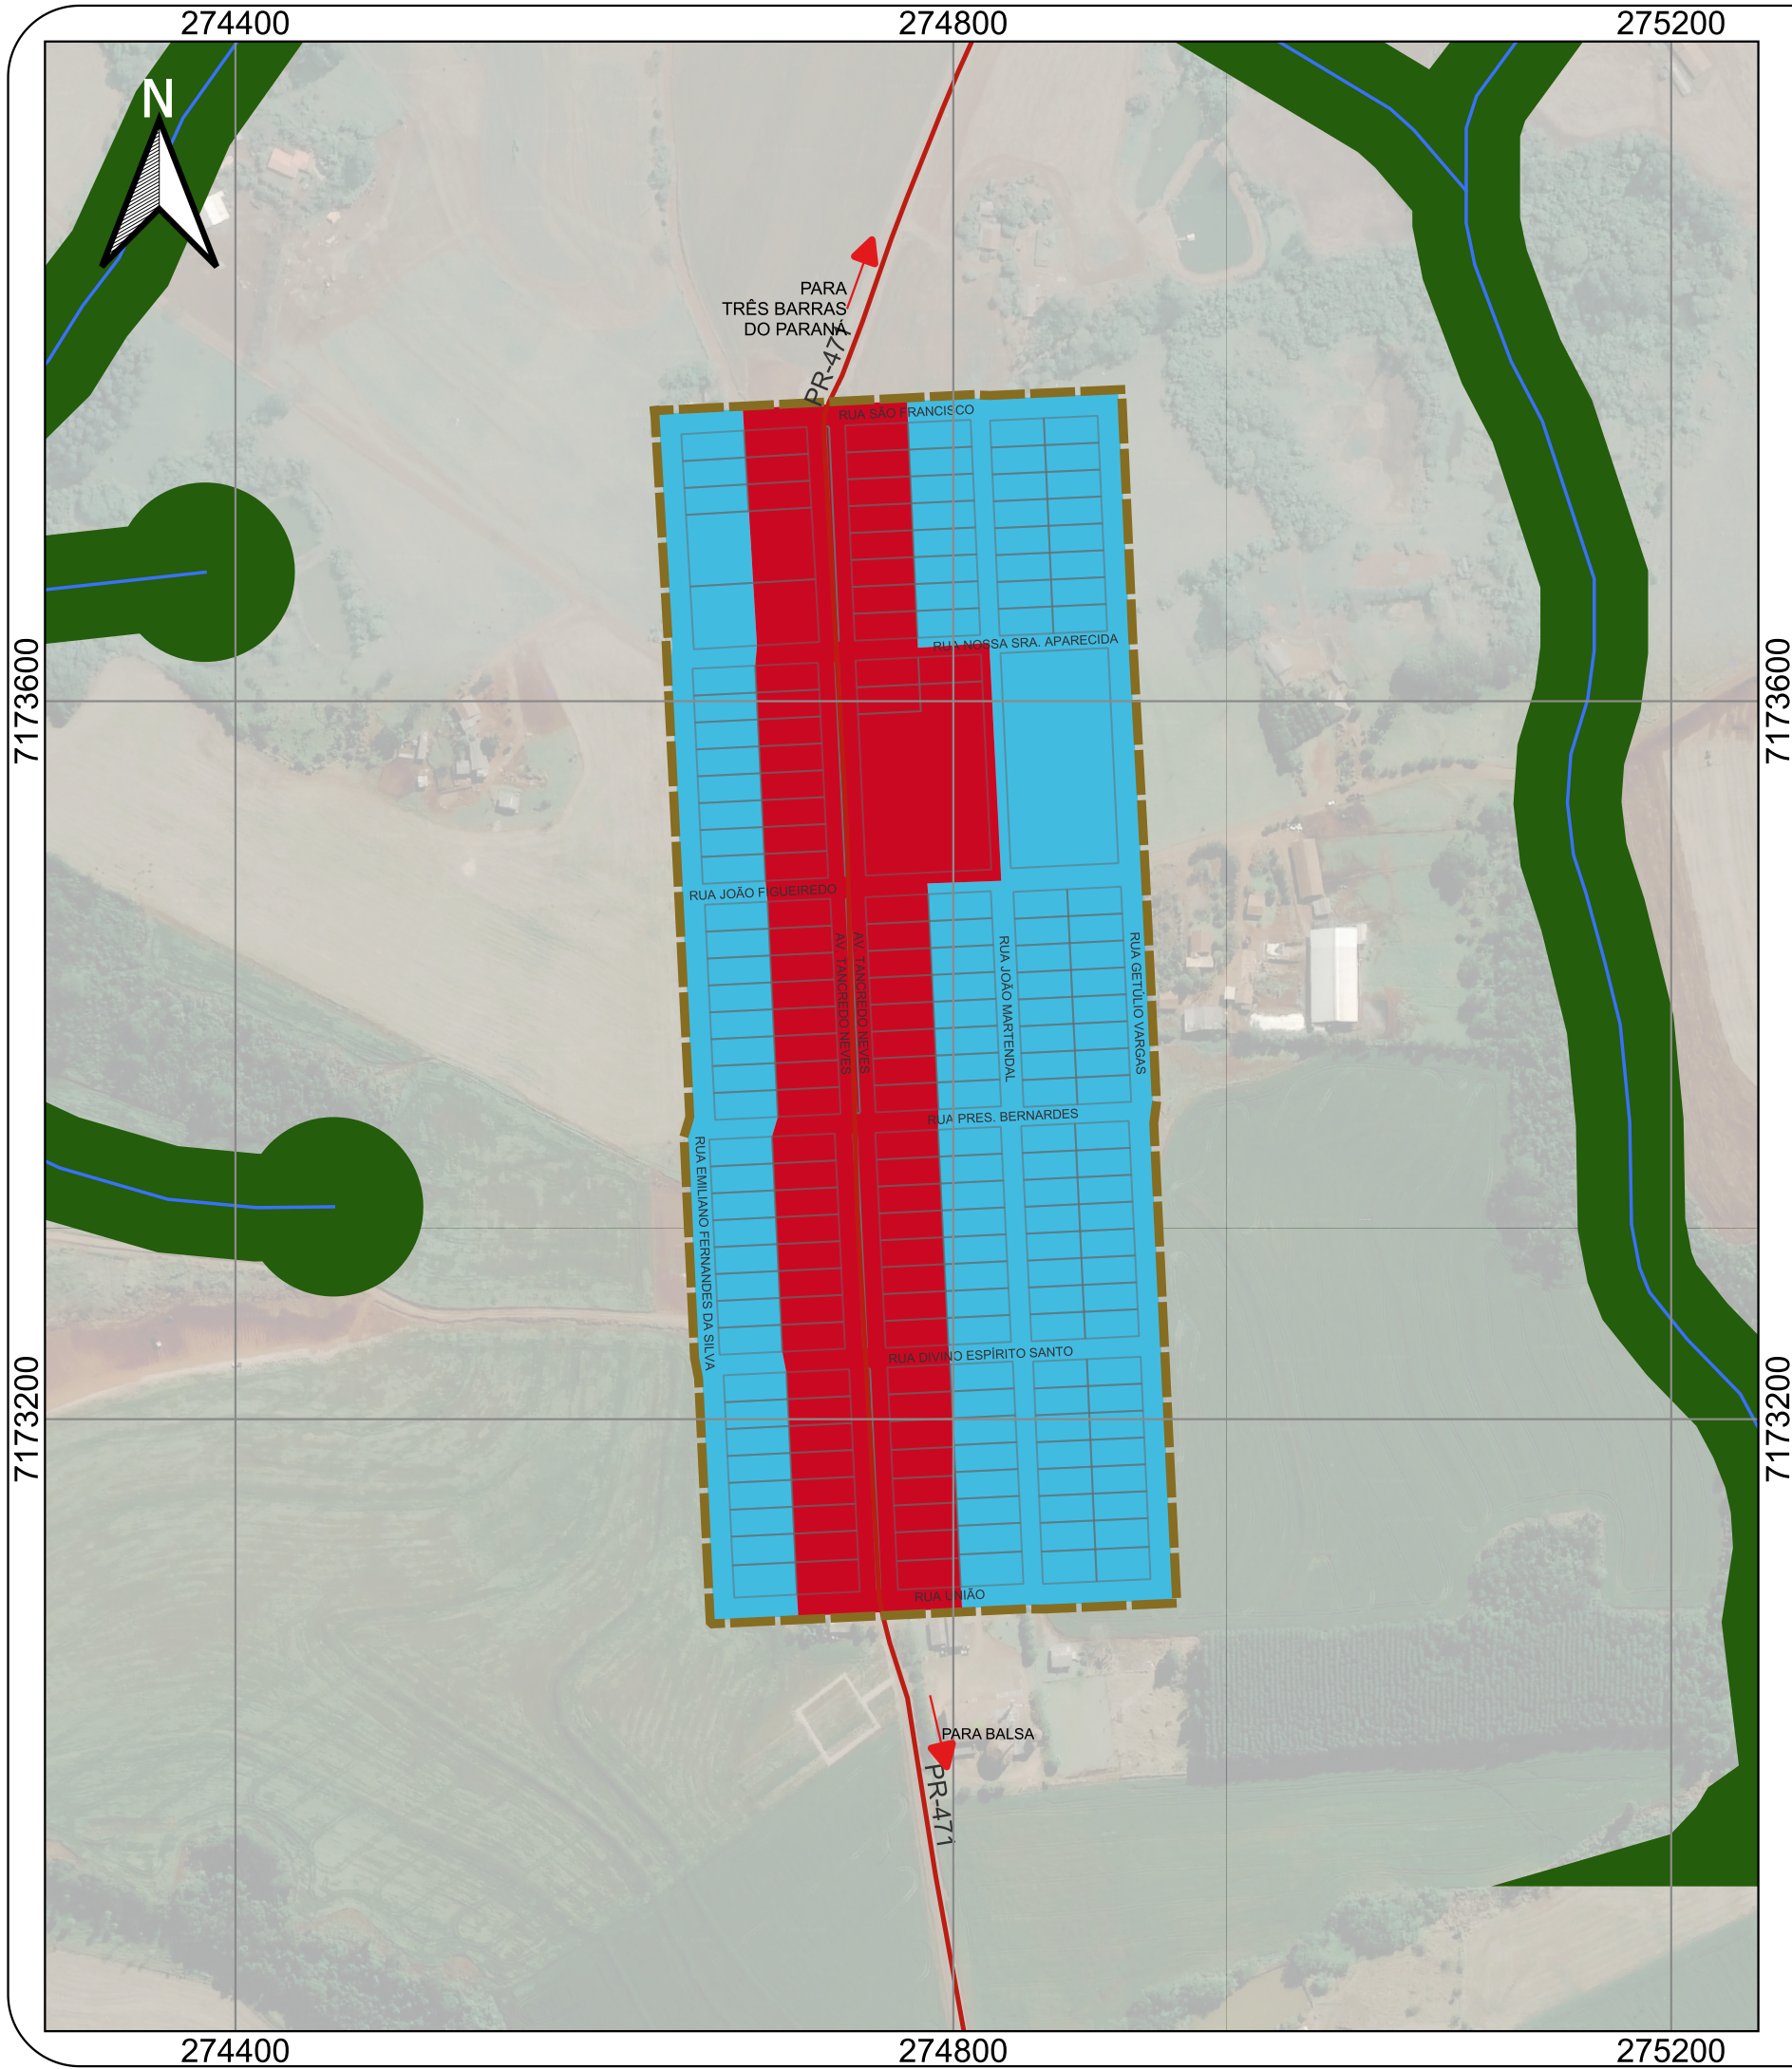 274400
274800
275200
N
PARA
TRÊS BARRAS
DO PARANÁ
PR-471
RUA SÃO FRANCISCO
RUA NOSSA SRA. APARECIDA
7173600
7173600
RUA JOÃO FIGUEIREDO
AV. TANCREDO NEVES
AV. TANCREDO NEVES
RUA JOÃO MARTENDAL
RUA GETÚLIO VARGAS
RUA PRES. BERNARDES
RUA EMILIANO FERNANDES DA SILVA
RUA DIVINO ESPÍRITO SANTO
7173200
7173200
RUA UNIÃO
PARA BALSA
PR-471
274400
274800
275200